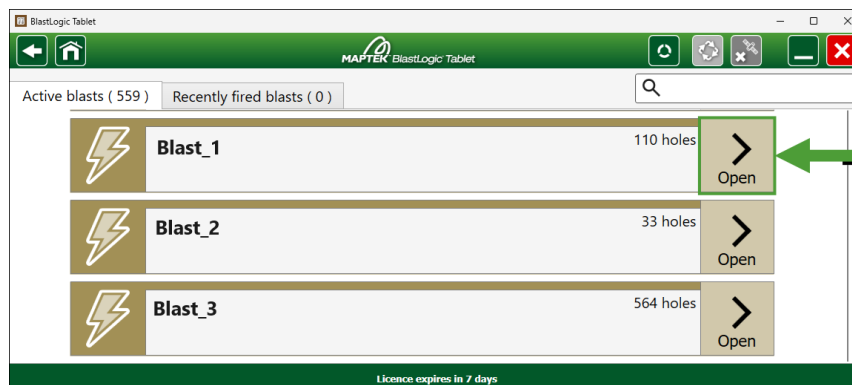 BlastLogic Tablet
MAPTEK BlastLogic Tablet
Active blasts ( 559 )
Recently fired blasts ( 0 )
Blast_1
110 holes
Open
Blast_2
33 holes
Open
Blast_3
564 holes
Open
Licence expires in 7 days